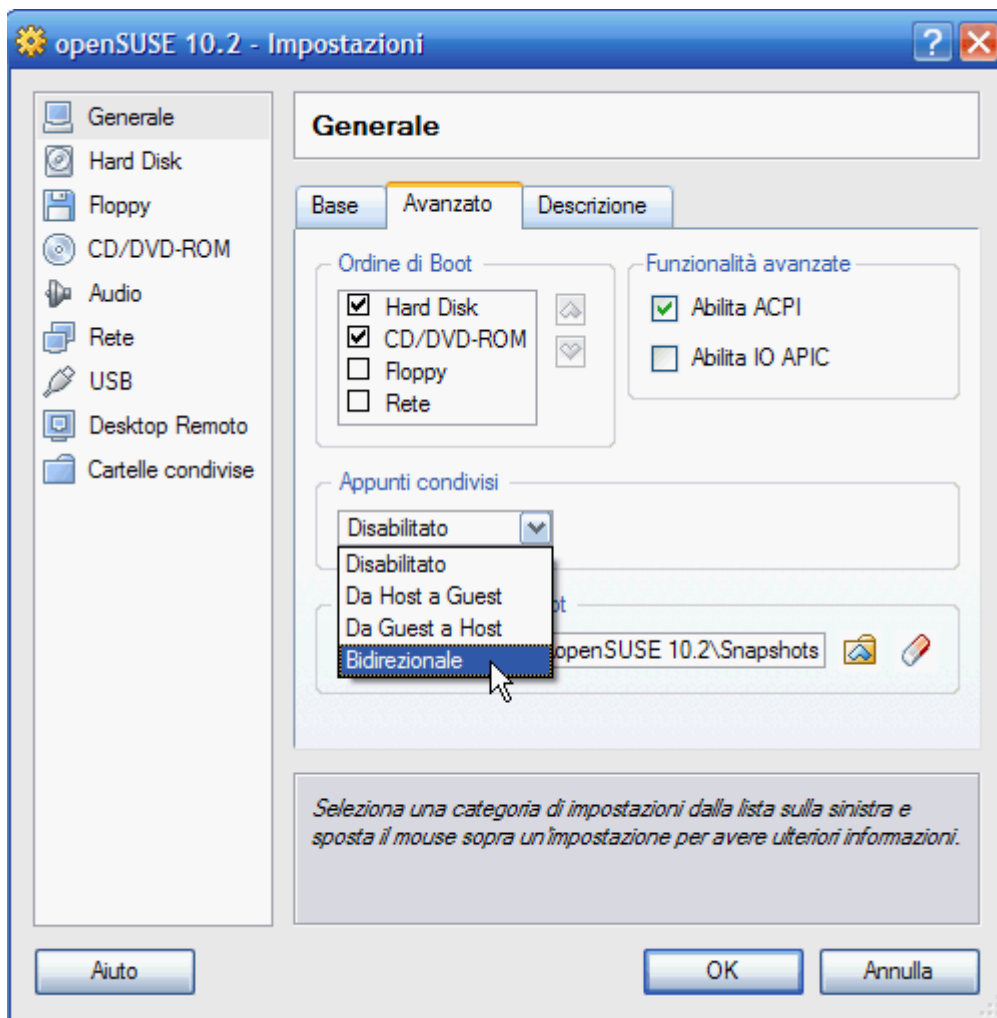 openSUSE 10.2 - Impostazioni
Generale
Hard Disk
Floppy
CD/DVD-ROM
Audio
Rete
USB
Desktop Remoto
Cartelle condivise
Generale
Base
Avanzato
Descrizione
Ordine di Boot
Hard Disk
CD/DVD-ROM
Floppy
Rete
Funzionalità avanzate
Abilita ACPI
Abilita IO APIC
Appunti condivisi
Disabilitato
Disabilitato
Da Host a Guest
Da Guest a Host
Bidirezionale
openSUSE 10.2\Snapshots
Seleziona una categoria di impostazioni dalla lista sulla sinistra e
sposta il mouse sopra un'impostazione per avere ulteriori informazioni.
Aiuto
OK
Annulla